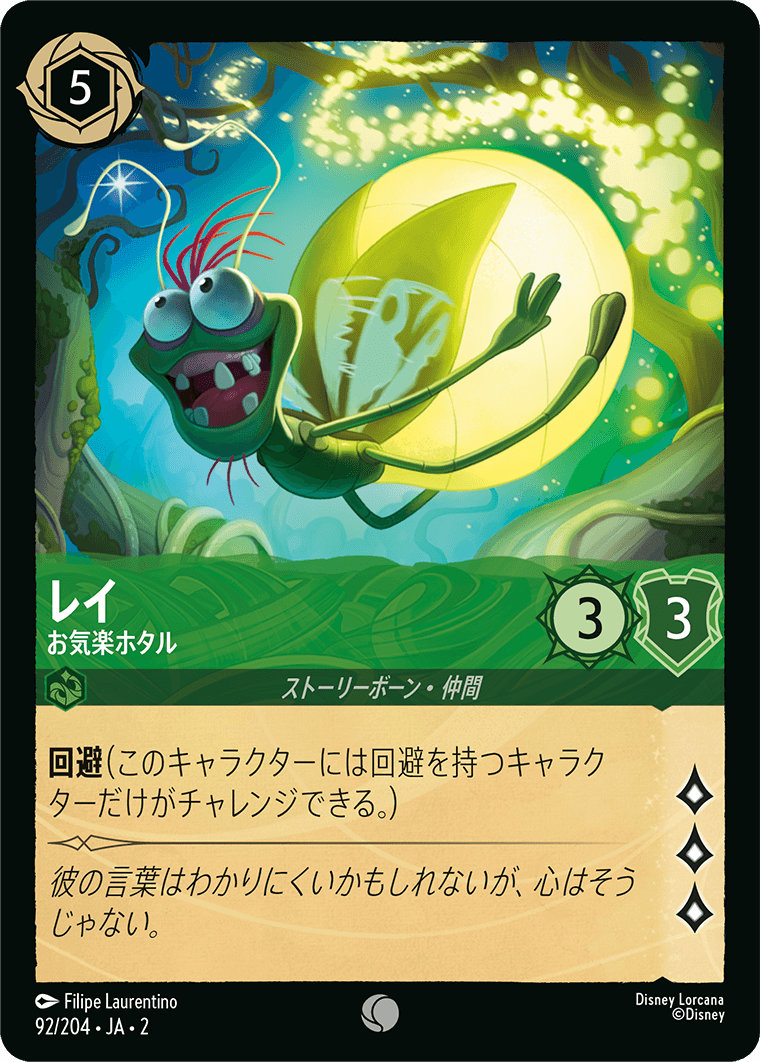 5
レイ
お気楽ホタル
3
3
ストーリーボーン・仲間
回避(このキャラクターには回避を持つキャラク
ターだけがチャレンジできる。)
彼の言葉はわかりにくいかもしれないが、心はそう
じゃない。
Filipe Laurentino
92/204 • JA • 2
Disney Lorcana
©Disney